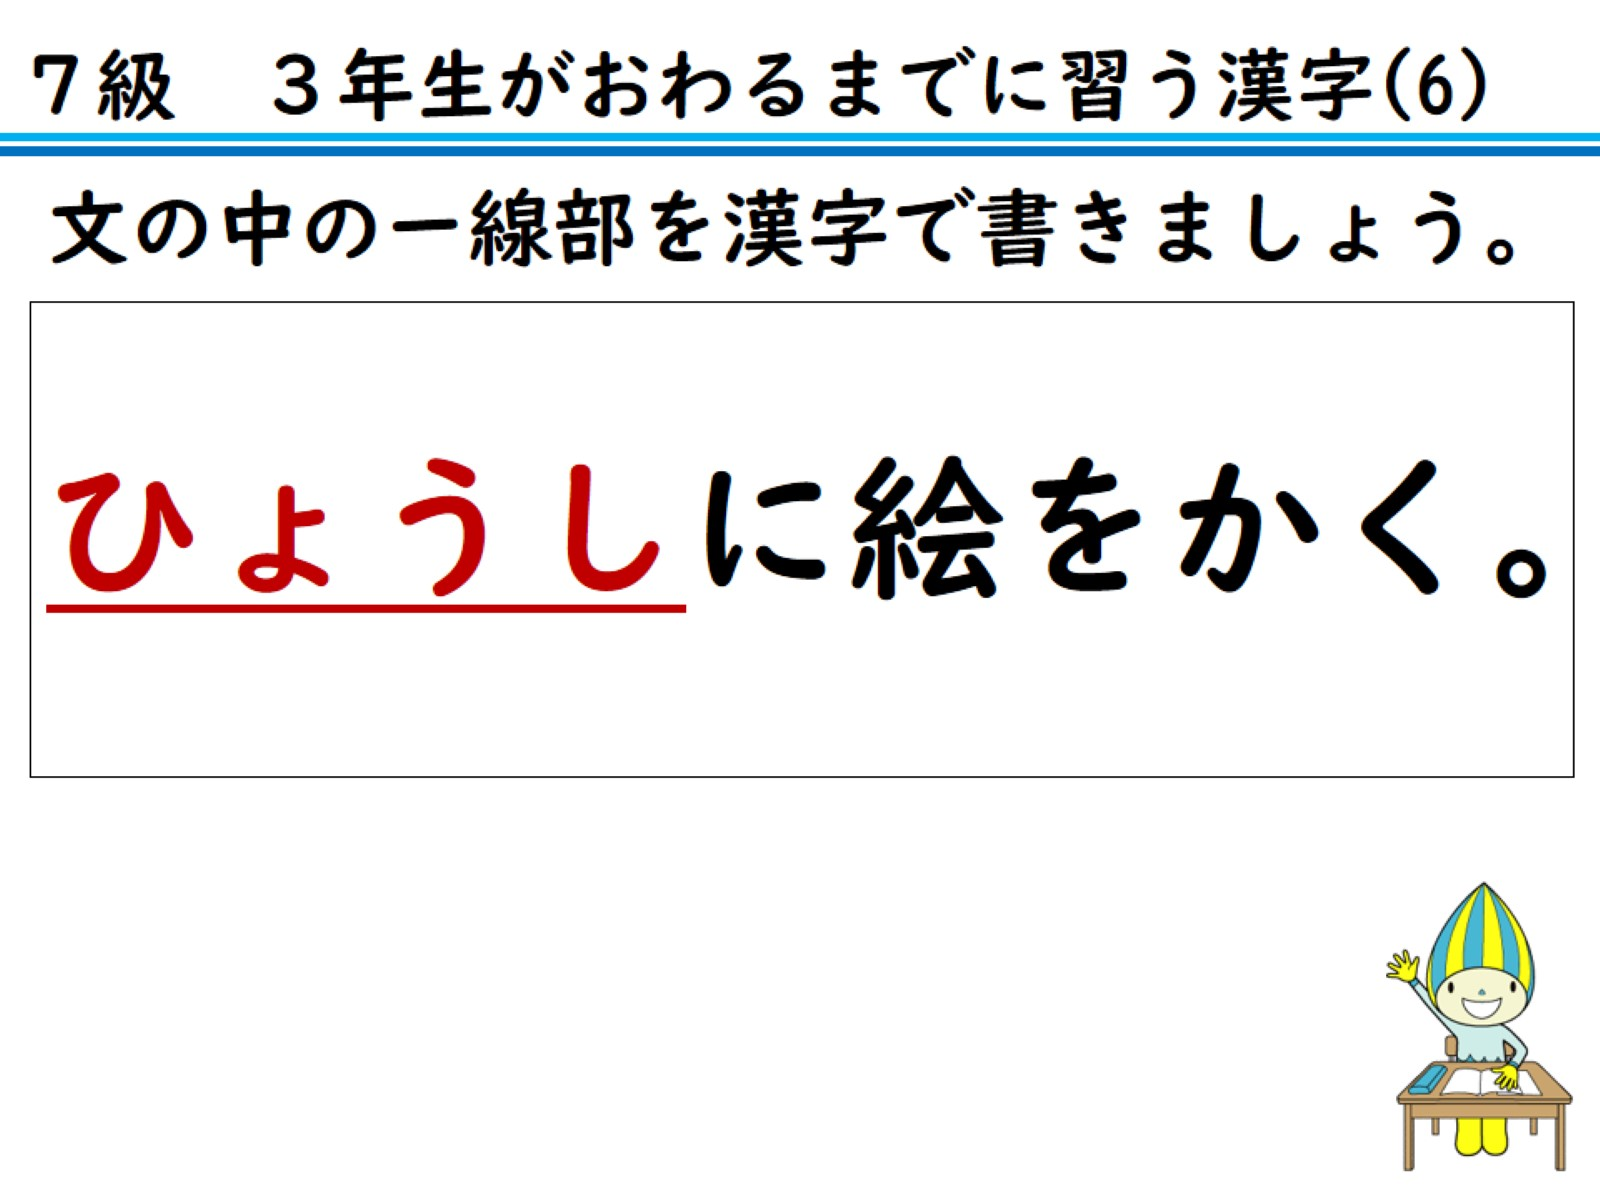 ７級　３年生がおわるまでに習う漢字(6)
文の中の一線部を漢字で書きましょう。
ひょうしに絵をかく。